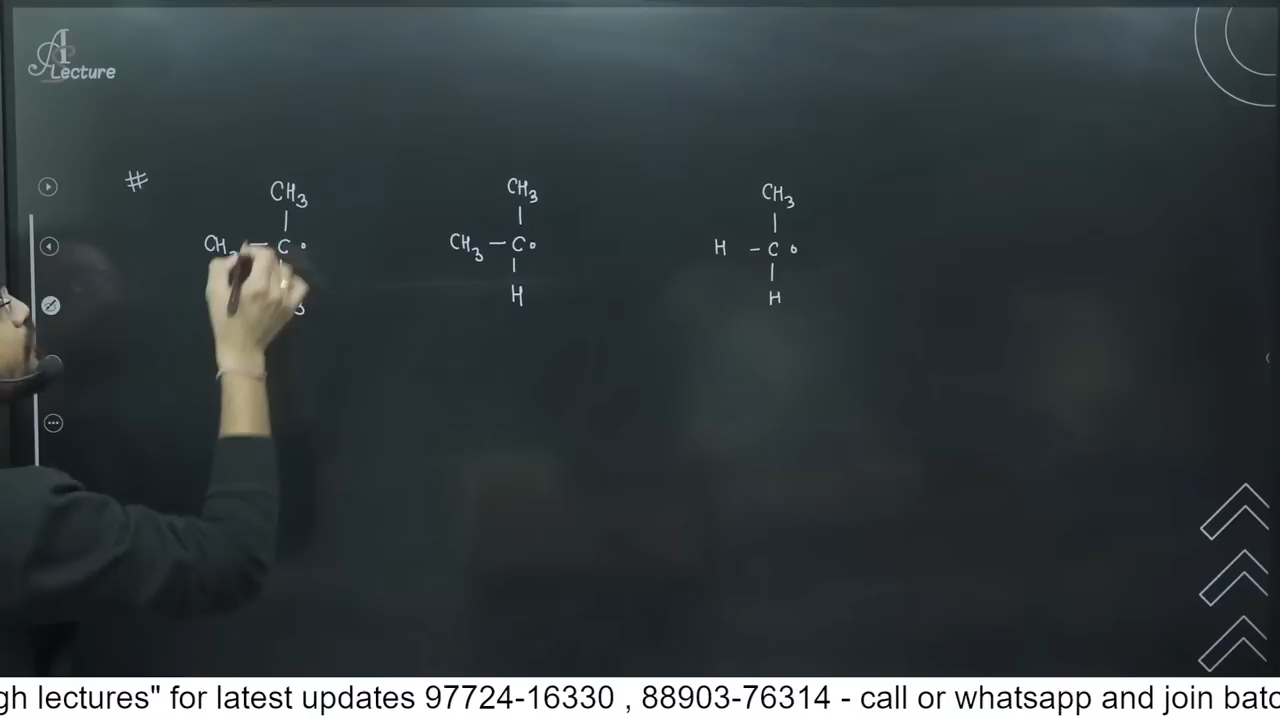 A
Lecture
#
CH3
CH3 — C •
CH3 — C •
H
CH3
H — C •
H
gh lectures" for latest updates 97724-16330 , 88903-76314 - call or whatsapp and join batc